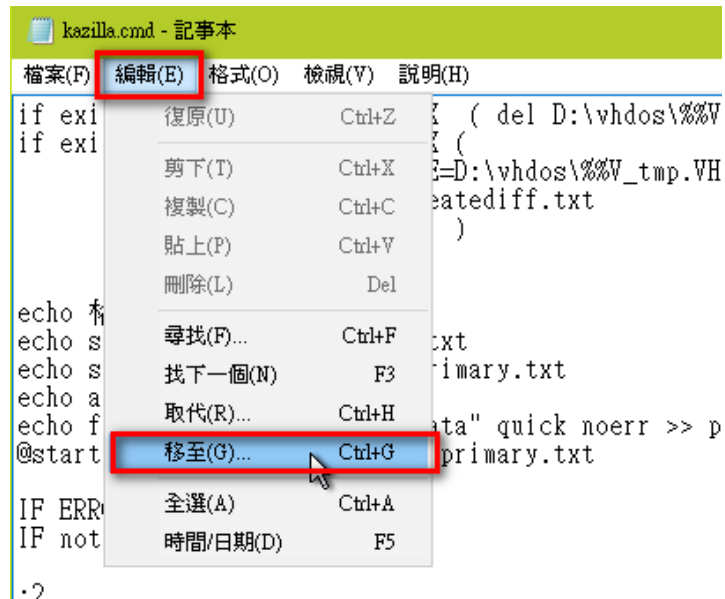 kazilla.cmd - 記事本
檔案(F) 編輯(E) 格式(O) 檢視(V) 說明(H)
if exi ( del D:\vhdos\%%V
if exi (
復原(U) Ctrl+Z
剪下(T) Ctrl+X
=D:\vhdos\%%V_tmp.VH
複製(C) Ctrl+C
eatediff.txt
貼上(P) Ctrl+V
)
刪除(L) Del
echo
尋找(F)... Ctrl+F
echo s .txt
找下一個(N) F3
echo s rimary.txt
echo a
取代(R)... Ctrl+H
echo f ata" quick noerr >> p
移至(G)... Ctrl+G
@start primary.txt
全選(A) Ctrl+A
IF ERR
時間/日期(D) F5
IF not